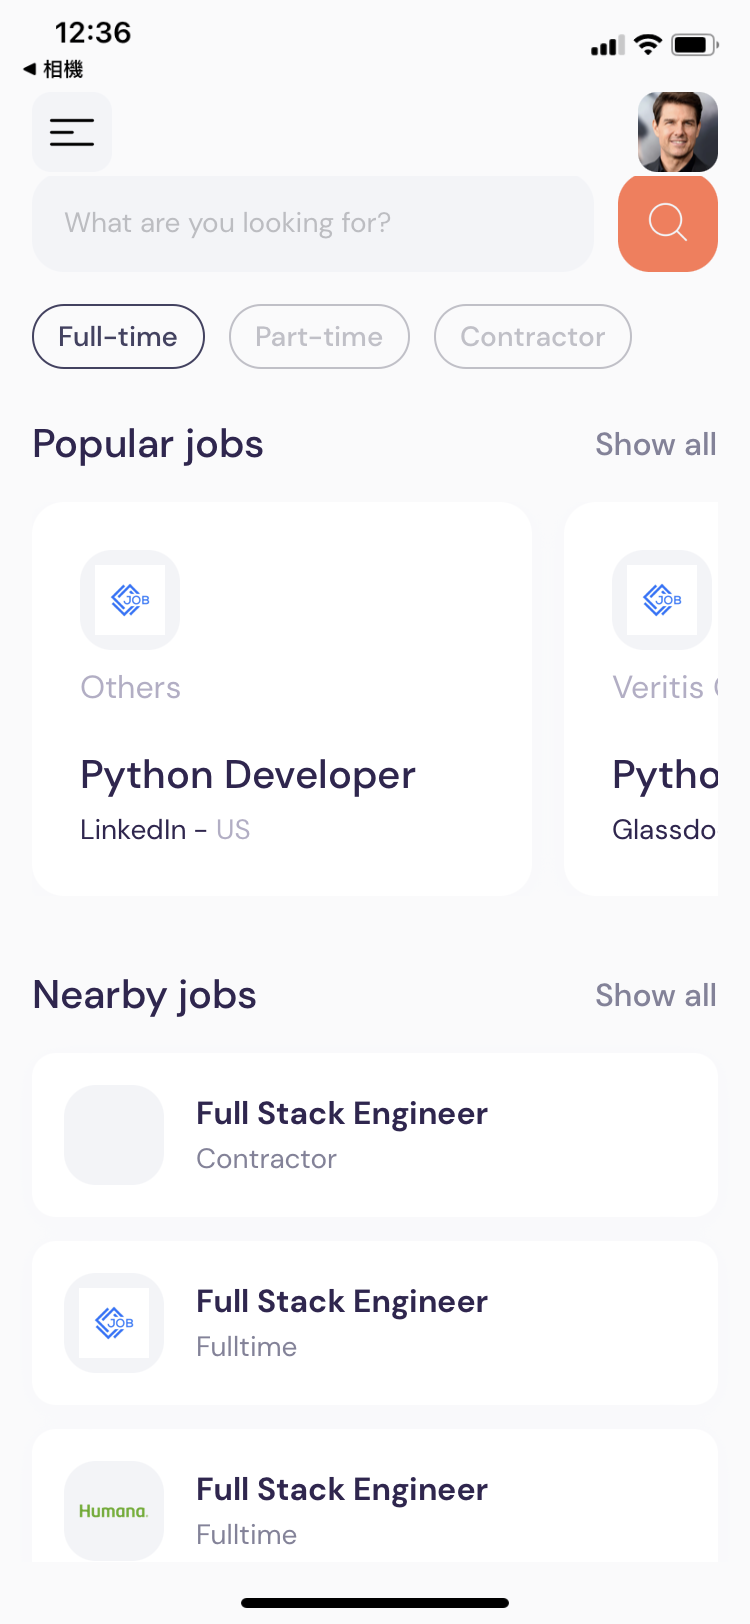 12:36
◀ 相機
What are you looking for?
Full-time Part-time Contractor
Popular jobs Show all
JOB JOB
Others Veritis
Python Developer Pytho
LinkedIn - US Glassdo
Nearby jobs Show all
Full Stack Engineer
Contractor
JOB
Full Stack Engineer
Fulltime
Humana.
Full Stack Engineer
Fulltime